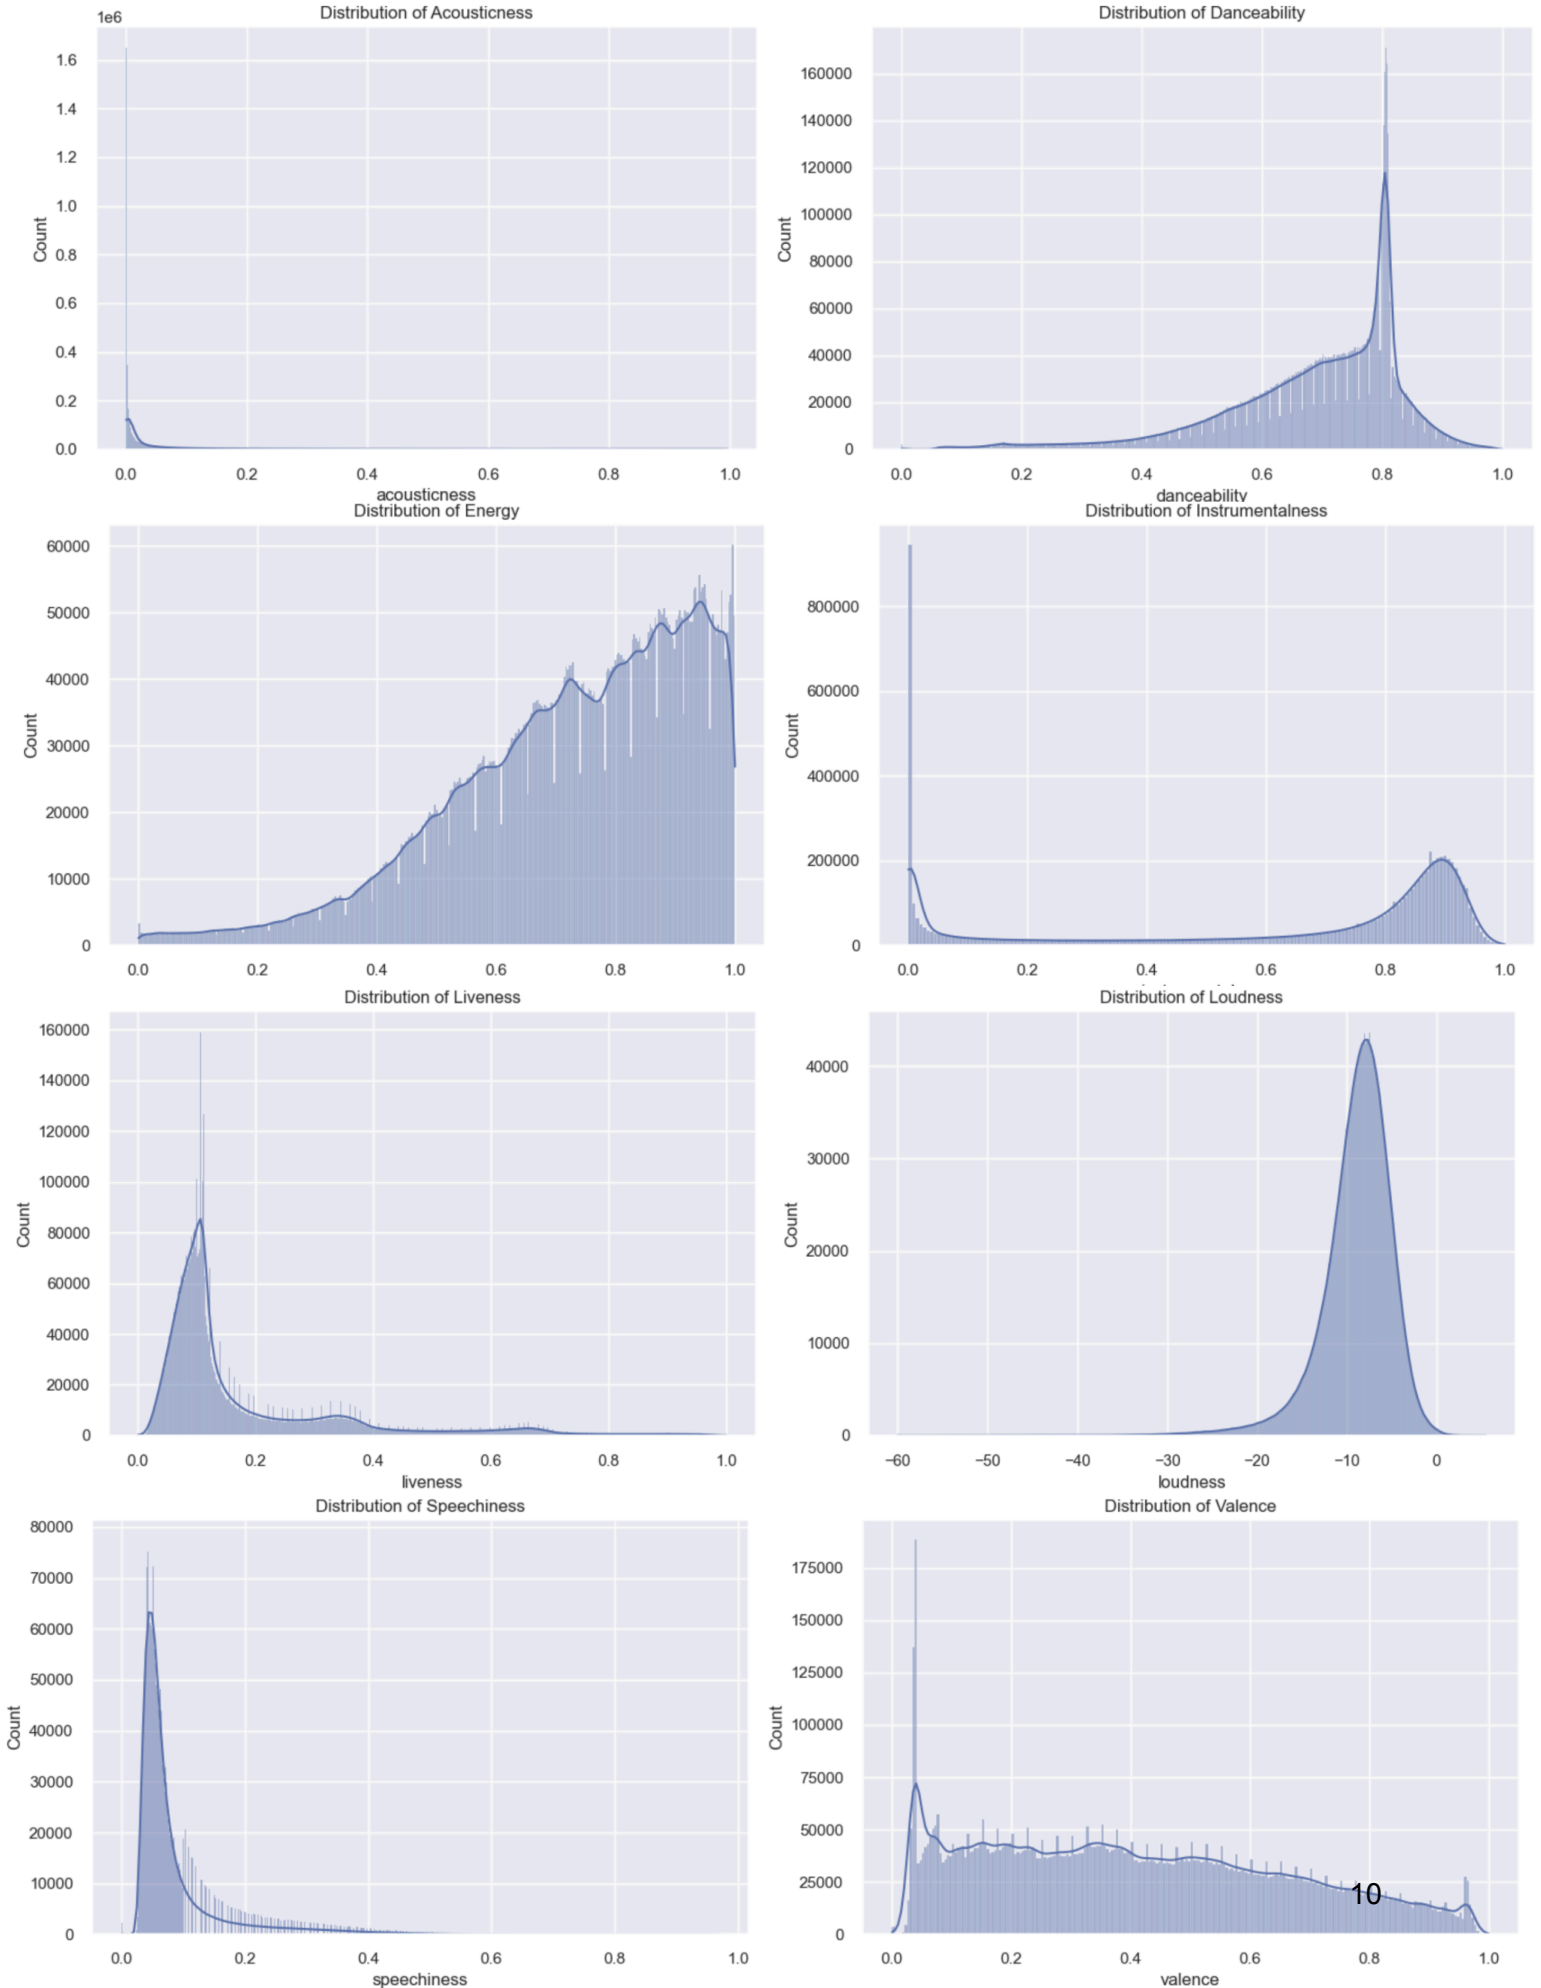 Distribution of Acousticness
1e6
1.6
1.4
1.2
1.0
0.8
0.6
0.4
0.2
0.0
Count
0.0 0.2 0.4 0.6 0.8 1.0
acousticness
Distribution of Danceability
160000
140000
120000
100000
80000
60000
40000
20000
0
Count
0.0 0.2 0.4 0.6 0.8 1.0
danceability
Distribution of Energy
60000
50000
40000
30000
20000
10000
0
Count
0.0 0.2 0.4 0.6 0.8 1.0
Distribution of Instrumentalness
800000
600000
400000
200000
0
Count
0.0 0.2 0.4 0.6 0.8 1.0
Distribution of Liveness
160000
140000
120000
100000
80000
60000
40000
20000
0
Count
0.0 0.2 0.4 0.6 0.8 1.0
liveness
Distribution of Loudness
40000
30000
20000
10000
0
Count
−60 −50 −40 −30 −20 −10 0
loudness
Distribution of Speechiness
80000
70000
60000
50000
40000
30000
20000
10000
0
Count
0.0 0.2 0.4 0.6 0.8 1.0
speechiness
Distribution of Valence
175000
150000
125000
100000
75000
50000
25000
0
Count
10
0.0 0.2 0.4 0.6 0.8 1.0
valence